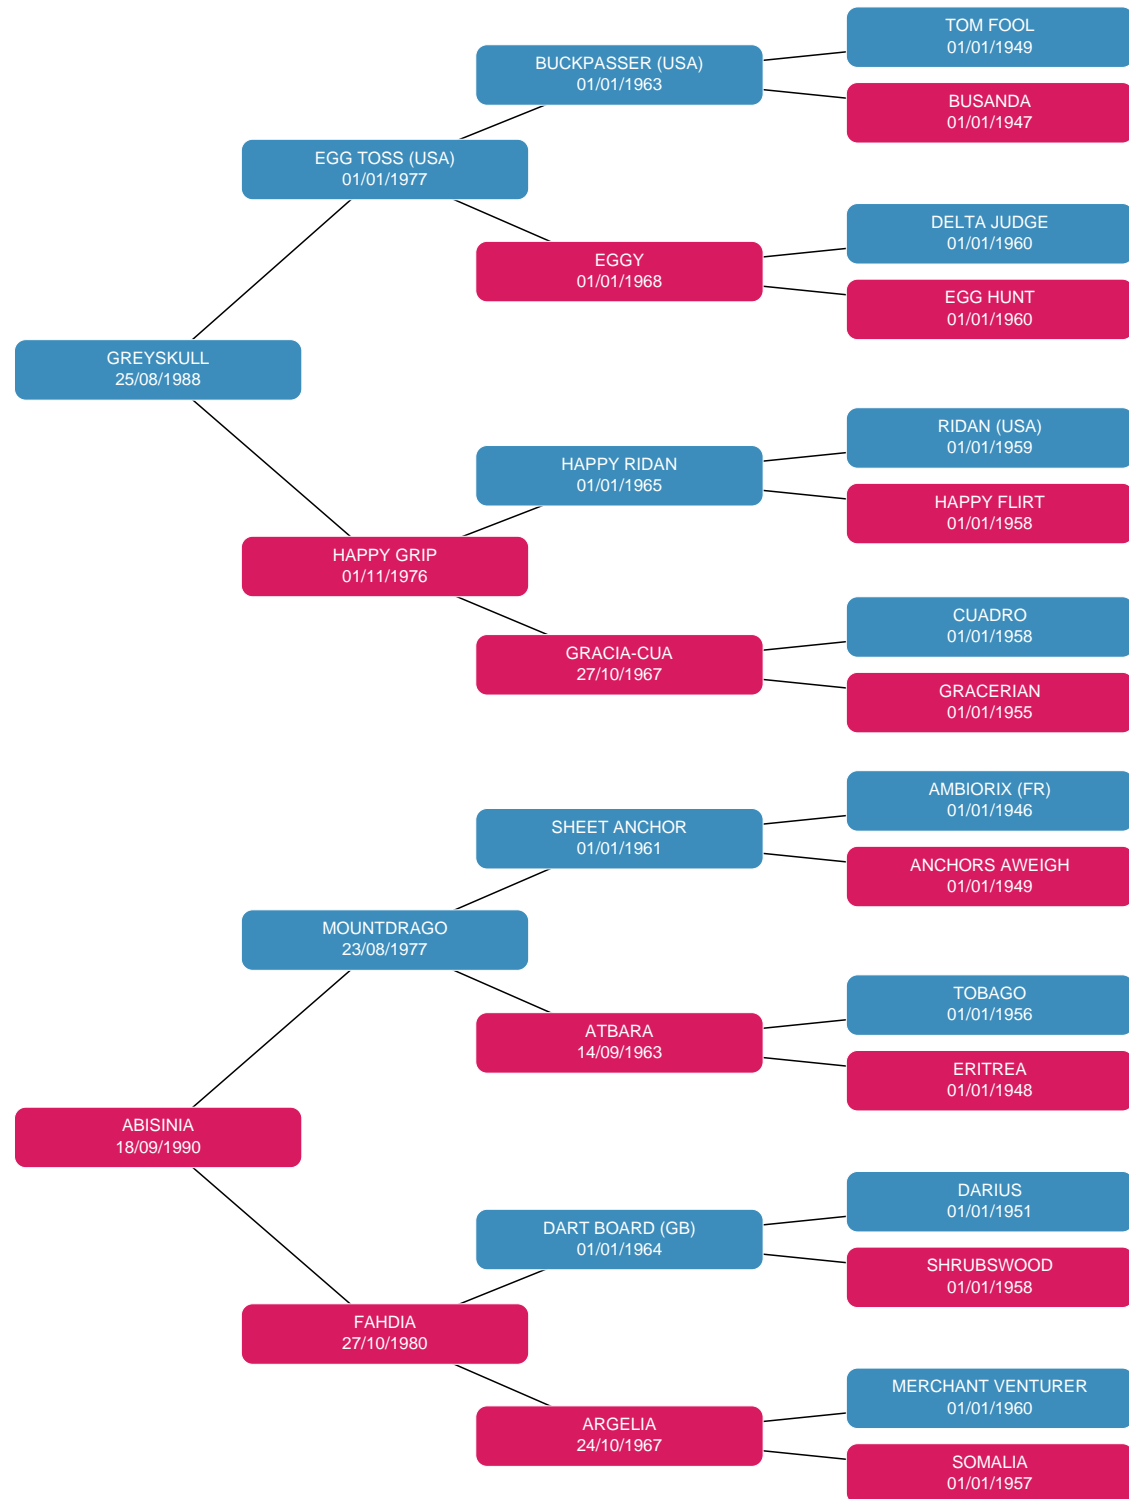 TOM FOOL
01/01/1949
BUCKPASSER (USA)
01/01/1963
BUSANDA
01/01/1947
EGG TOSS (USA)
01/01/1977
DELTA JUDGE
01/01/1960
EGGY
01/01/1968
EGG HUNT
01/01/1960
GREYSKULL
25/08/1988
RIDAN (USA)
01/01/1959
HAPPY RIDAN
01/01/1965
HAPPY FLIRT
01/01/1958
HAPPY GRIP
01/11/1976
CUADRO
01/01/1958
GRACIA-CUA
27/10/1967
GRACERIAN
01/01/1955
AMBIORIX (FR)
01/01/1946
SHEET ANCHOR
01/01/1961
ANCHORS AWEIGH
01/01/1949
MOUNTDRAGO
23/08/1977
TOBAGO
01/01/1956
ATBARA
14/09/1963
ERITREA
01/01/1948
ABISINIA
18/09/1990
DARIUS
01/01/1951
DART BOARD (GB)
01/01/1964
SHRUBSWOOD
01/01/1958
FAHDIA
27/10/1980
MERCHANT VENTURER
01/01/1960
ARGELIA
24/10/1967
SOMALIA
01/01/1957